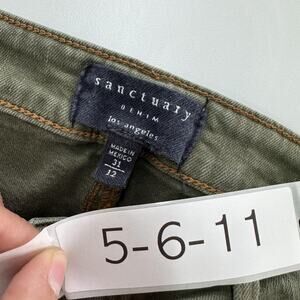 sanctuary
DENIM
los angeles
MADE IN
MEXICO
31
12
5-6-11